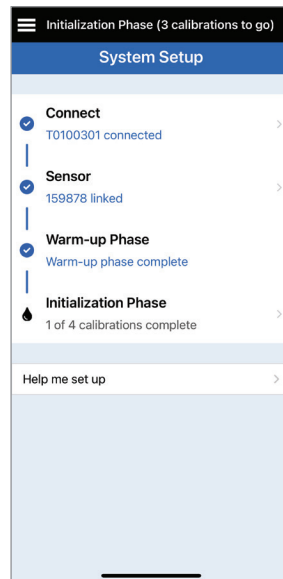 Initialization Phase (3 calibrations to go)
System Setup
Connect
T0100301 connected
Sensor
159878 linked
Warm-up Phase
Warm-up phase complete
Initialization Phase
1 of 4 calibrations complete
Help me set up